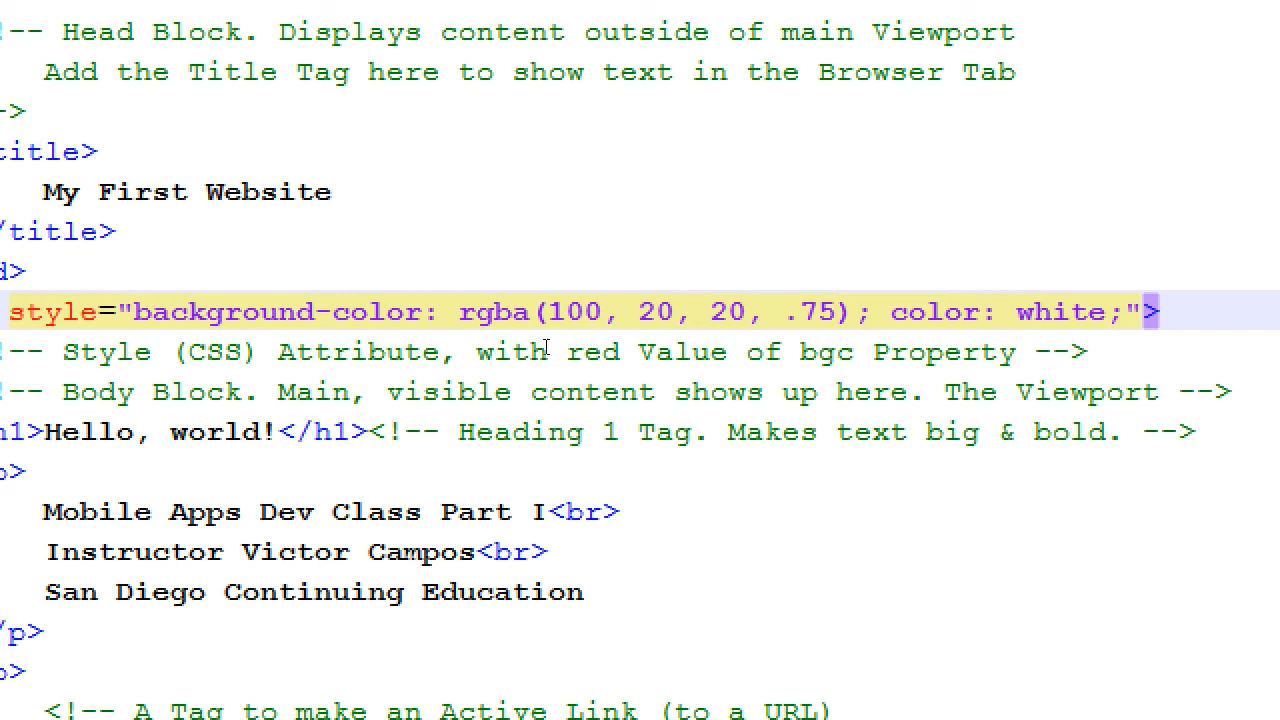 !-- Head Block. Displays content outside of main Viewport
Add the Title Tag here to show text in the Browser Tab
->
title>
My First Website
/title>
d>
style="background-color: rgba(100, 20, 20, .75); color: white;">
!-- Style (CSS) Attribute, with red Value of bgc Property -->
!-- Body Block. Main, visible content shows up here. The Viewport -->
h1>Hello, world!</h1><!-- Heading 1 Tag. Makes text big & bold. -->
p>
Mobile Apps Dev Class Part I<br>
Instructor Victor Campos<br>
San Diego Continuing Education
/p>
p>
<!-- A Tag to make an Active Link (to a URL)